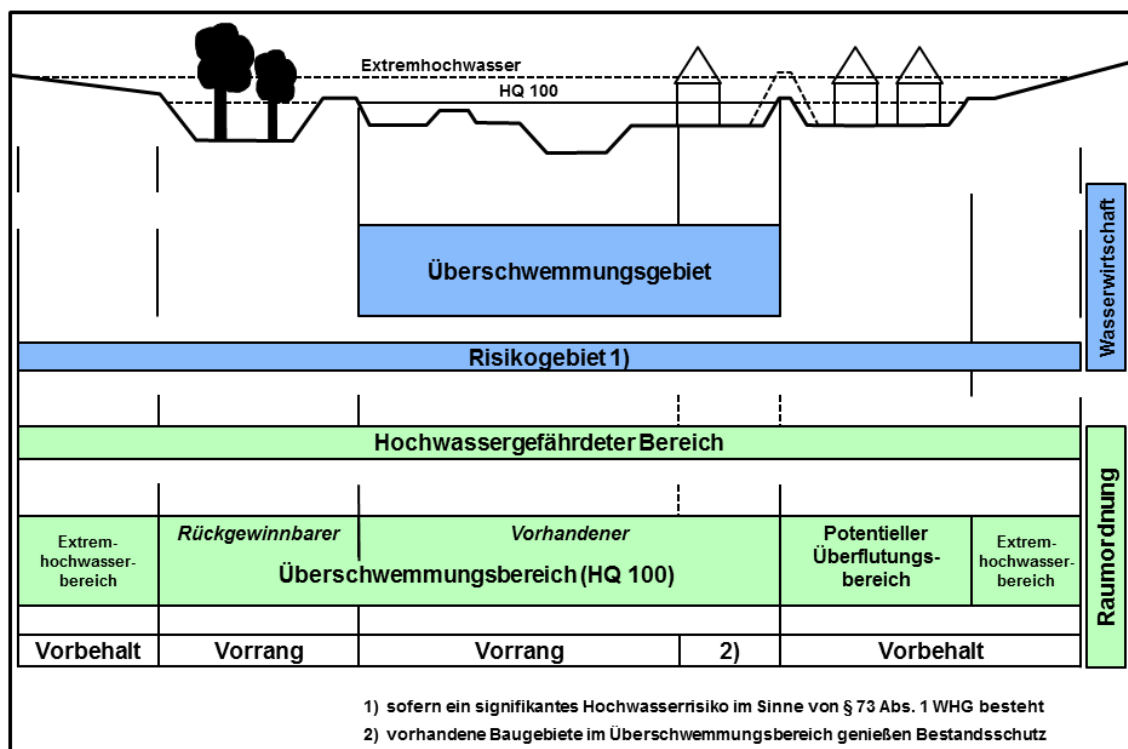 Extremhochwasser
HQ 100
Überschwemmungsgebiet
Wasserwirtschaft
Risikogebiet 1)
Hochwassergefährdeter Bereich
Raumordnung
Extrem-
hochwasser-
bereich
Rückgewinnbarer
Vorhandener
Überschwemmungsbereich (HQ 100)
Potentieller
Überflutungs-
bereich
Extrem-
hochwasser-
bereich
Vorbehalt
Vorrang
Vorrang
2)
Vorbehalt
1) sofern ein signifikantes Hochwasserrisiko im Sinne von § 73 Abs. 1 WHG besteht
2) vorhandene Baugebiete im Überschwemmungsbereich genießen Bestandsschutz